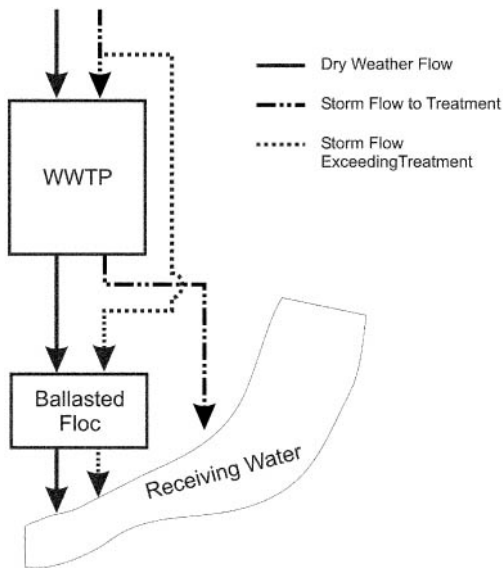 Dry Weather Flow
Storm Flow to Treatment
Storm Flow
ExceedingTreatment
WWTP
Ballasted
Floc
Receiving Water